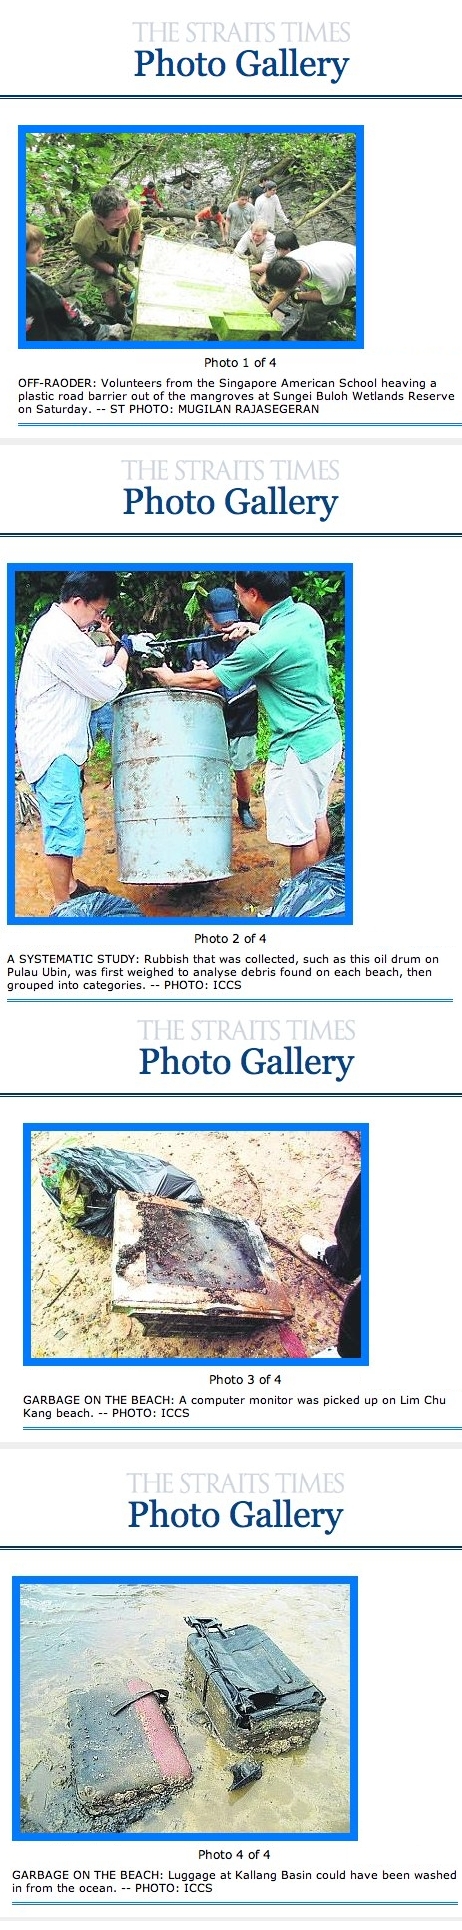 THE STRAITS TIMES
Photo Gallery
Photo 1 of 4
OFF-RAODER: Volunteers from the Singapore American School heaving a
plastic road barrier out of the mangroves at Sungei Buloh Wetlands Reserve
on Saturday. -- ST PHOTO: MUGILAN RAJASEGERAN
THE STRAITS TIMES
Photo Gallery
Photo 2 of 4
A SYSTEMATIC STUDY: Rubbish that was collected, such as this oil drum on
Pulau Ubin, was first weighed to analyse debris found on each beach, then
grouped into categories. -- PHOTO: ICCS
THE STRAITS TIMES
Photo Gallery
Photo 3 of 4
GARBAGE ON THE BEACH: A computer monitor was picked up on Lim Chu
Kang beach. -- PHOTO: ICCS
THE STRAITS TIMES
Photo Gallery
Photo 4 of 4
GARBAGE ON THE BEACH: Luggage at Kallang Basin could have been washed
in from the ocean. -- PHOTO: ICCS